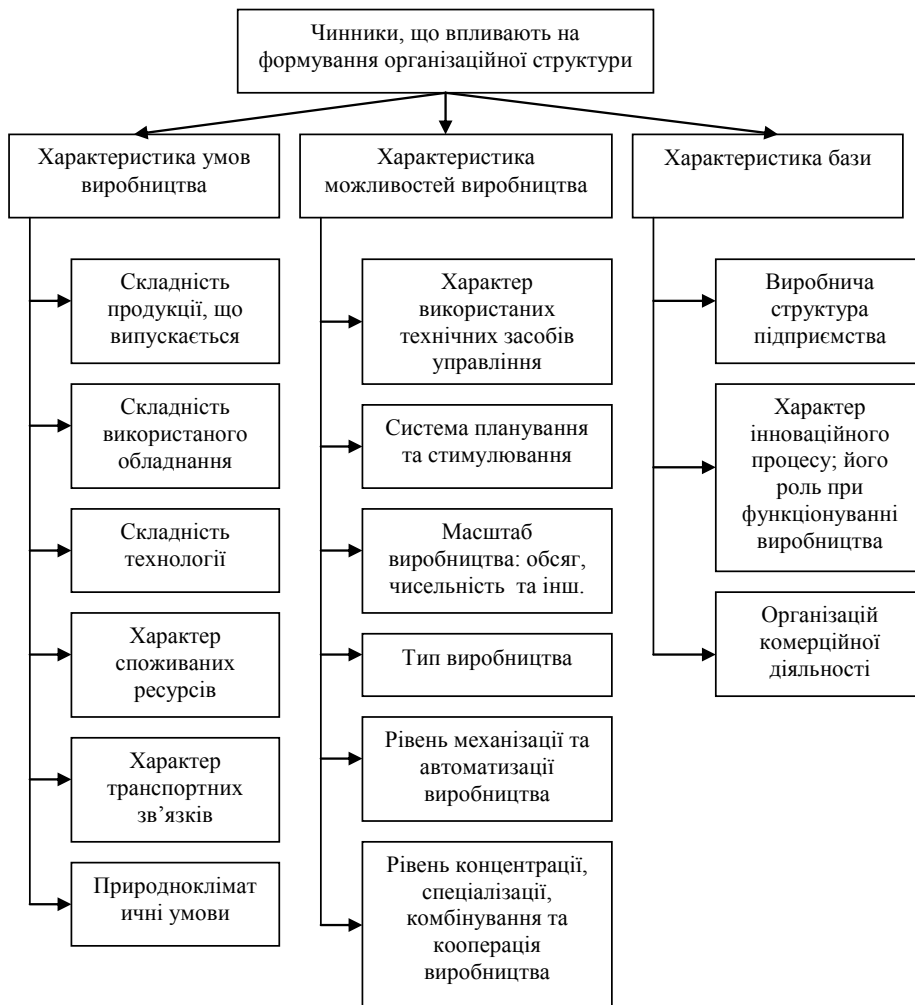 Чинники, що впливають на
формування організаційної структури
Характеристика умов
виробництва
Складність
продукції, що
випускається
Складність
використаного
обладнання
Складність
технології
Характер
споживаних
ресурсів
Характер
транспортних
зв’язків
Природноклімат
ичні умови
Характеристика
можливостей виробництва
Характер
використаних
технічних засобів
управління
Система планування
та стимулювання
Масштаб
виробництва: обсяг,
чисельність та інш.
Тип виробництва
Рівень механізації та
автоматизації
виробництва
Рівень концентрації,
спеціалізації,
комбінування та
кооперація
виробництва
Характеристика бази
Виробнича
структура
підприємства
Характер
інноваційного
процесу; його
роль при
функціонуванні
виробництва
Організацій
комерційної
діяльності